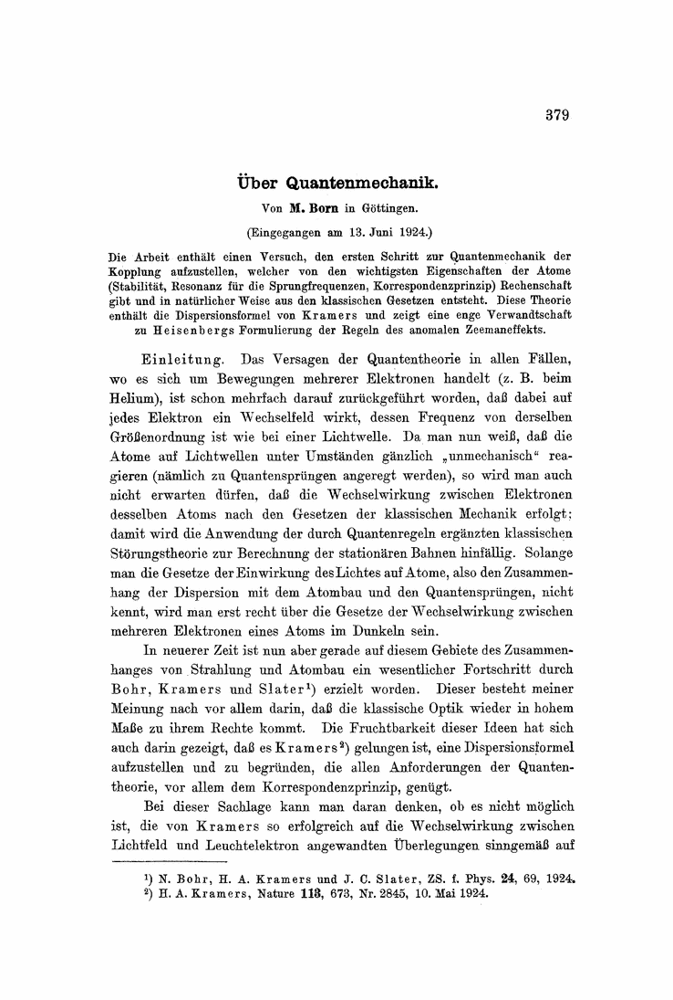 379
Über Quantenmechanik.
Von M. Born in Göttingen.
(Eingegangen am 13. Juni 1924.)
Die Arbeit enthält einen Versuch, den ersten Schritt zur Quantenmechanik der
Kopplung aufzustellen, welcher von den wichtigsten Eigenschaften der Atome
(Stabilität, Resonanz für die Sprungfrequenzen, Korrespondenzprinzip) Rechenschaft
gibt und in natürlicher Weise aus den klassischen Gesetzen entsteht. Diese Theorie
enthält die Dispersionsformel von Kramers und zeigt eine enge Verwandtschaft
zu Heisenbergs Formulierung der Regeln des anomalen Zeemaneffekts.
Einleitung. Das Versagen der Quantentheorie in allen Fällen,
wo es sich um Bewegungen mehrerer Elektronen handelt (z. B. beim
Helium), ist schon mehrfach darauf zurückgeführt worden, daß dabei auf
jedes Elektron ein Wechselfeld wirkt, dessen Frequenz von derselben
Größenordnung ist wie bei einer Lichtwelle. Da man nun weiß, daß die
Atome auf Lichtwellen unter Umständen gänzlich „unmechanisch“ rea-
gieren (nämlich zu Quantensprüngen angeregt werden), so wird man auch
nicht erwarten dürfen, daß die Wechselwirkung zwischen Elektronen
desselben Atoms nach den Gesetzen der klassischen Mechanik erfolgt;
damit wird die Anwendung der durch Quantenregeln ergänzten klassischen
Störungstheorie zur Berechnung der stationären Bahnen hinfällig. Solange
man die Gesetze der Einwirkung des Lichtes auf Atome, also den Zusammen-
hang der Dispersion mit dem Atombau und den Quantensprüngen, nicht
kennt, wird man erst recht über die Gesetze der Wechselwirkung zwischen
mehreren Elektronen eines Atoms im Dunkeln sein.
In neuerer Zeit ist nun aber gerade auf diesem Gebiete des Zusammen-
hanges von Strahlung und Atombau ein wesentlicher Fortschritt durch
Bohr, Kramers und Slater¹) erzielt worden. Dieser besteht meiner
Meinung nach vor allem darin, daß die klassische Optik wieder in hohem
Maße zu ihrem Rechte kommt. Die Fruchtbarkeit dieser Ideen hat sich
auch darin gezeigt, daß es Kramers²) gelungen ist, eine Dispersionsformel
aufzustellen und zu begründen, die allen Anforderungen der Quanten-
theorie, vor allem dem Korrespondenzprinzip, genügt.
Bei dieser Sachlage kann man daran denken, ob es nicht möglich
ist, die von Kramers so erfolgreich auf die Wechselwirkung zwischen
Lichtfeld und Leuchtelektron angewandten Überlegungen sinngemäß auf
¹) N. Bohr, H. A. Kramers und J. C. Slater, ZS. f. Phys. 24, 69, 1924.
²) H. A. Kramers, Nature 113, 673, Nr. 2845, 10. Mai 1924.